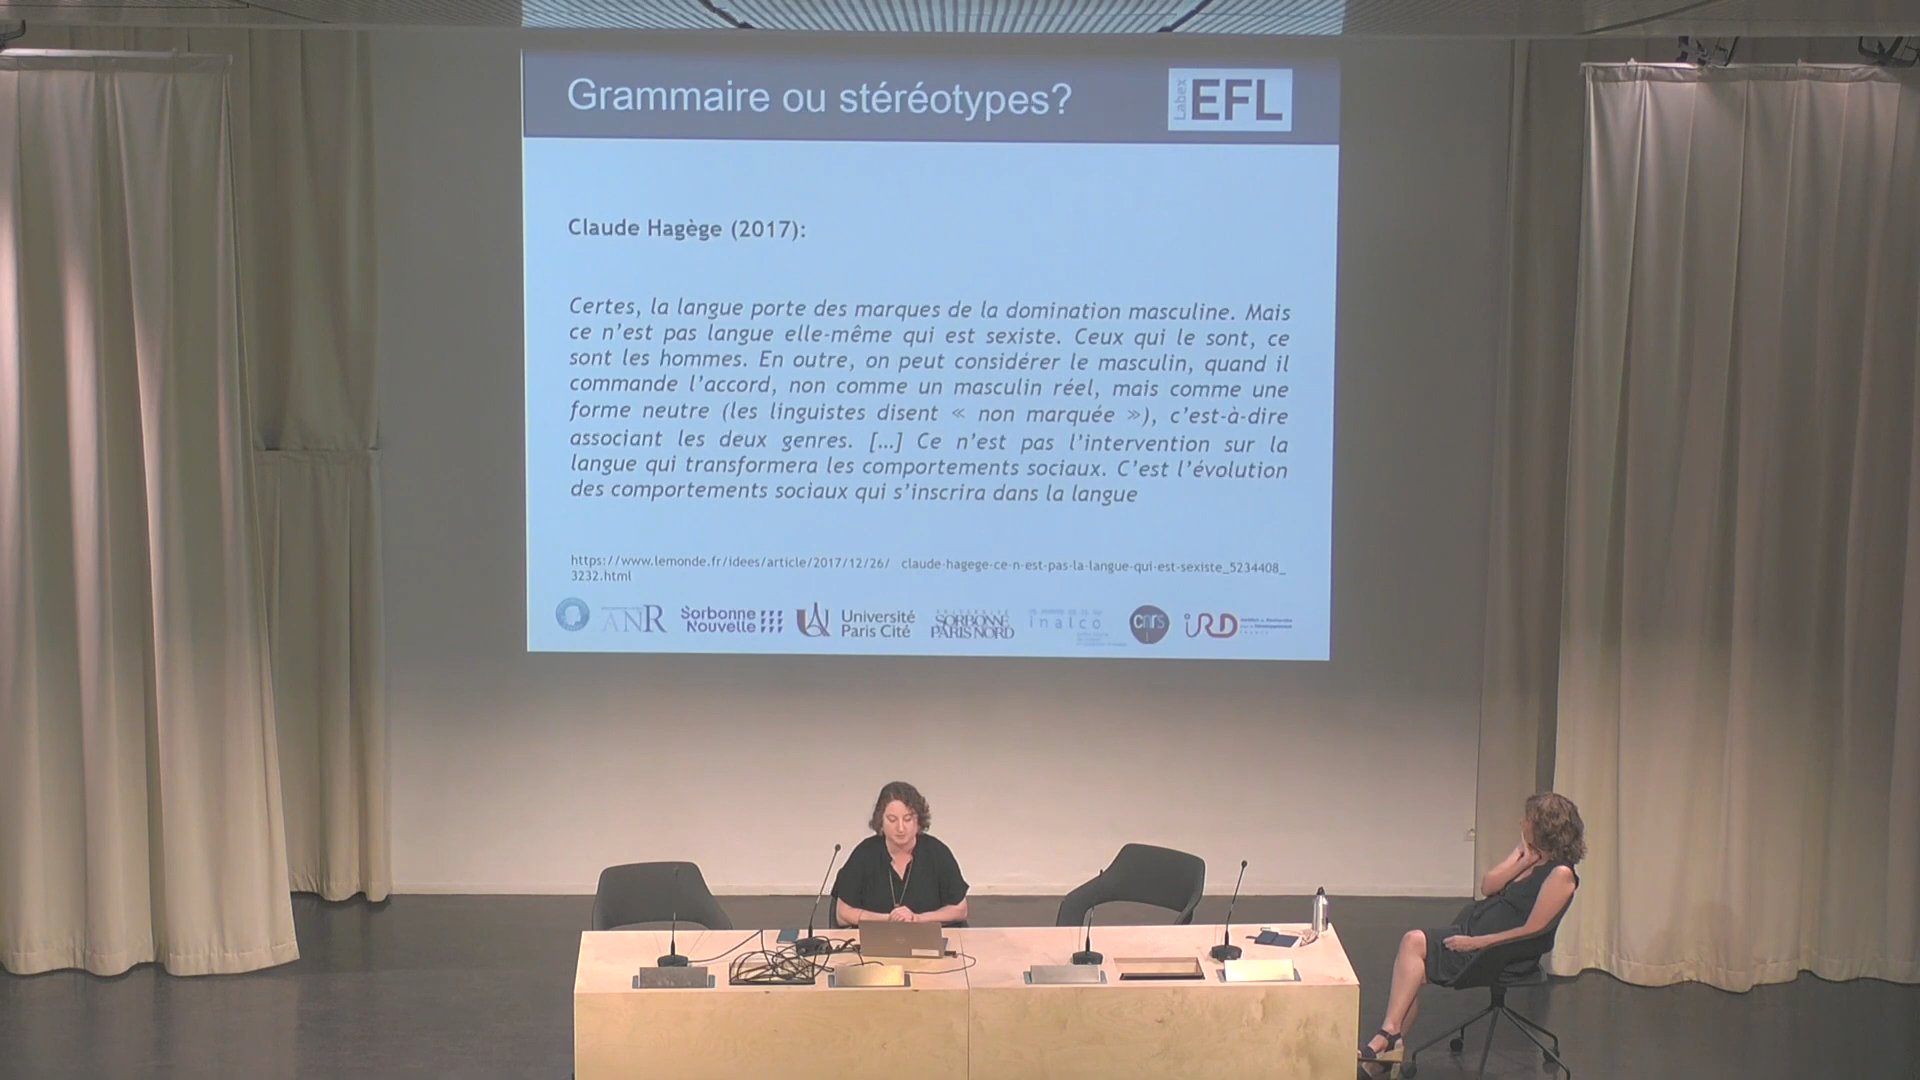 Grammaire ou stéréotypes?
Labex EFL
Claude Hagège (2017):
Certes, la langue porte des marques de la domination masculine. Mais
ce n'est pas langue elle-même qui est sexiste. Ceux qui le sont, ce
sont les hommes. En outre, on peut considérer le masculin, quand il
commande l'accord, non comme un masculin réel, mais comme une
forme neutre (les linguistes disent « non marquée »), c'est-à-dire
associant les deux genres. [...] Ce n'est pas l'intervention sur la
langue qui transformera les comportements sociaux. C'est l'évolution
des comportements sociaux qui s'inscrira dans la langue
https://www.lemonde.fr/idees/article/2017/12/26/ claude-hagege-ce-n-est-pas-la-langue-qui-est-sexiste_5234408_
3232.html
ANR
Sorbonne
Nouvelle
Université
Paris Cité
SORBONNE
PARIS NORD
inalco
cnrs
iRD